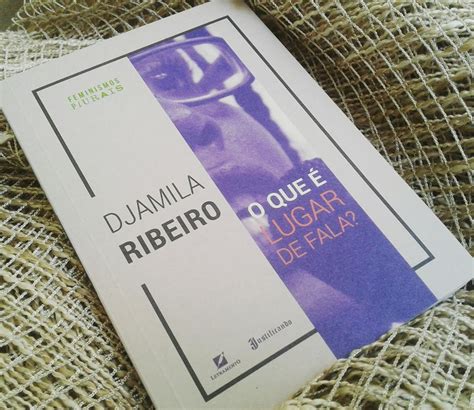 FEMINISMOS
PLURAIS
DJAMILA
RIBEIRO
O QUE É
LUGAR
DE FALA?
LETRAMENTO
Justificando